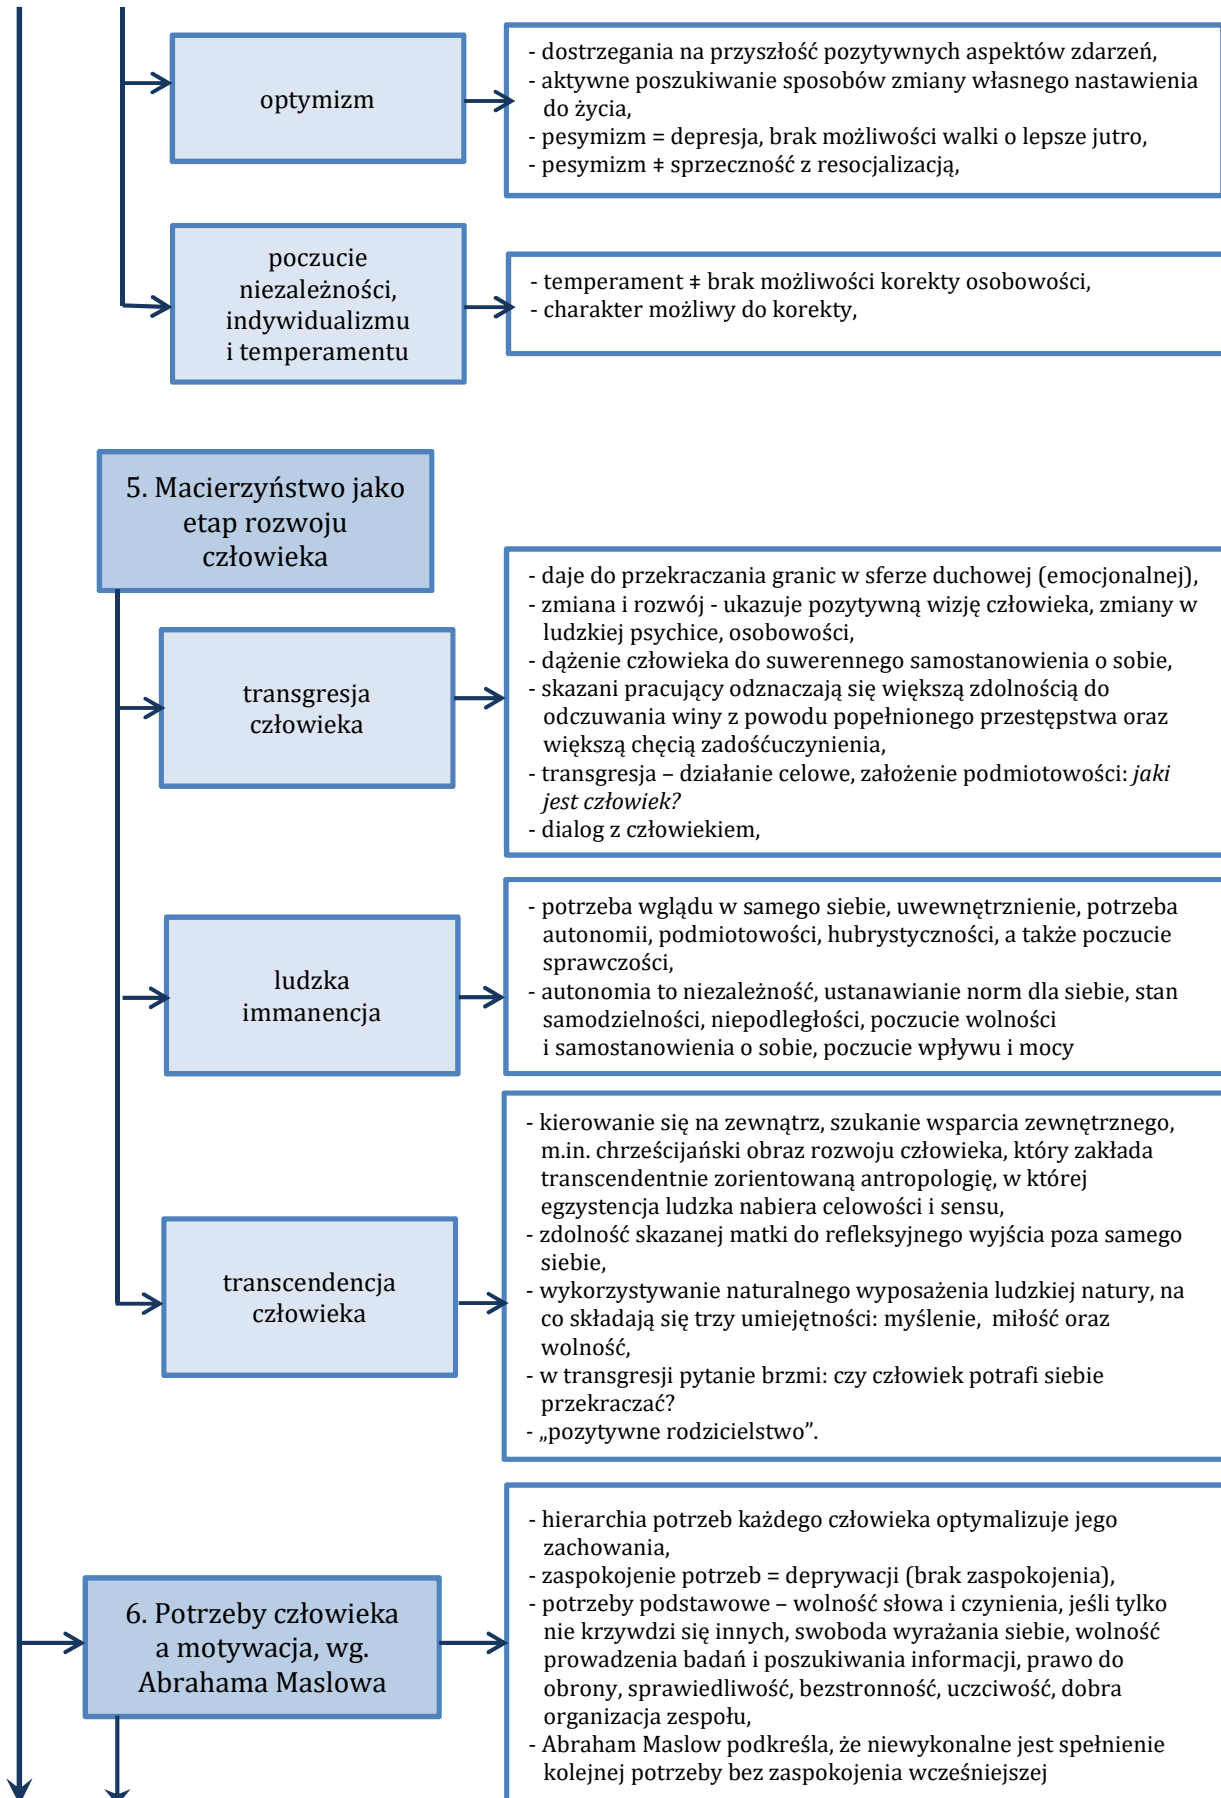 optymizm
- dostrzegania na przyszłość pozytywnych aspektów zdarzeń,
- aktywne poszukiwanie sposobów zmiany własnego nastawienia
do życia,
- pesymizm = depresja, brak możliwości walki o lepsze jutro,
- pesymizm ‡ sprzeczność z resocjalizacją,
poczucie
niezależności,
indywidualizmu
i temperamentu
- temperament ‡ brak możliwości korekty osobowości,
- charakter możliwy do korekty,
5. Macierzyństwo jako
etap rozwoju
człowieka
transgresja
człowieka
- daje do przekraczania granic w sferze duchowej (emocjonalnej),
- zmiana i rozwój - ukazuje pozytywną wizję człowieka, zmiany w
ludzkiej psychice, osobowości,
- dążenie człowieka do suwerennego samostanowienia o sobie,
- skazani pracujący odznaczają się większą zdolnością do
odczuwania winy z powodu popełnionego przestępstwa oraz
większą chęcią zadośćuczynienia,
- transgresja – działanie celowe, założenie podmiotowości: jaki
jest człowiek?
- dialog z człowiekiem,
ludzka
immanencja
- potrzeba wglądu w samego siebie, uwewnętrznienie, potrzeba
autonomii, podmiotowości, hubrystyczności, a także poczucie
sprawczości,
- autonomia to niezależność, ustanawianie norm dla siebie, stan
samodzielności, niepodległości, poczucie wolności
i samostanowienia o sobie, poczucie wpływu i mocy
transcendencja
człowieka
- kierowanie się na zewnątrz, szukanie wsparcia zewnętrznego,
m.in. chrześcijański obraz rozwoju człowieka, który zakłada
transcendentnie zorientowaną antropologię, w której
egzystencja ludzka nabiera celowości i sensu,
- zdolność skazanej matki do refleksyjnego wyjścia poza samego
siebie,
- wykorzystywanie naturalnego wyposażenia ludzkiej natury, na
co składają się trzy umiejętności: myślenie, miłość oraz
wolność,
- w transgresji pytanie brzmi: czy człowiek potrafi siebie
przekraczać?
- „pozytywne rodzicielstwo”.
6. Potrzeby człowieka
a motywacja, wg.
Abrahama Maslowa
- hierarchia potrzeb każdego człowieka optymalizuje jego
zachowania,
- zaspokojenie potrzeb = deprywacji (brak zaspokojenia),
- potrzeby podstawowe – wolność słowa i czynienia, jeśli tylko
nie krzywdzi się innych, swoboda wyrażania siebie, wolność
prowadzenia badań i poszukiwania informacji, prawo do
obrony, sprawiedliwość, bezstronność, uczciwość, dobra
organizacja zespołu,
- Abraham Maslow podkreśla, że niewykonalne jest spełnienie
kolejnej potrzeby bez zaspokojenia wcześniejszej